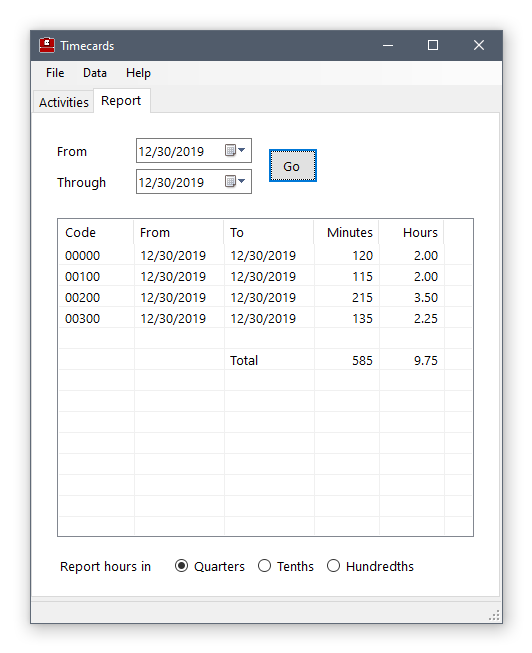 Timecards
File Data Help
Activities Report
From 12/30/2019 Go
Through 12/30/2019
Code From To Minutes Hours
00000 12/30/2019 12/30/2019 120 2.00
00100 12/30/2019 12/30/2019 115 2.00
00200 12/30/2019 12/30/2019 215 3.50
00300 12/30/2019 12/30/2019 135 2.25
Total 585 9.75
Report hours in Quarters Tenths Hundredths